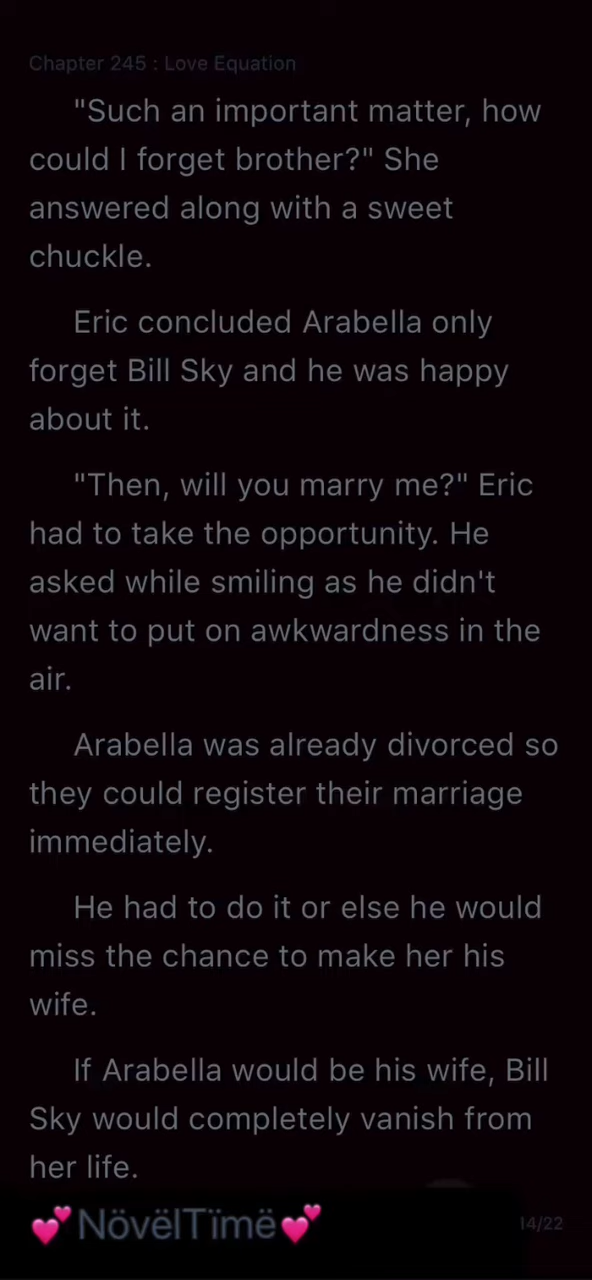 Chapter 245 : Love Equation
"Such an important matter, how
could I forget brother?" She
answered along with a sweet
chuckle.
Eric concluded Arabella only
forget Bill Sky and he was happy
about it.
"Then, will you marry me?" Eric
had to take the opportunity. He
asked while smiling as he didn't
want to put on awkwardness in the
air.
Arabella was already divorced so
they could register their marriage
immediately.
He had to do it or else he would
miss the chance to make her his
wife.
If Arabella would be his wife, Bill
Sky would completely vanish from
her life.
💕NövëlTïmë💕
14/22